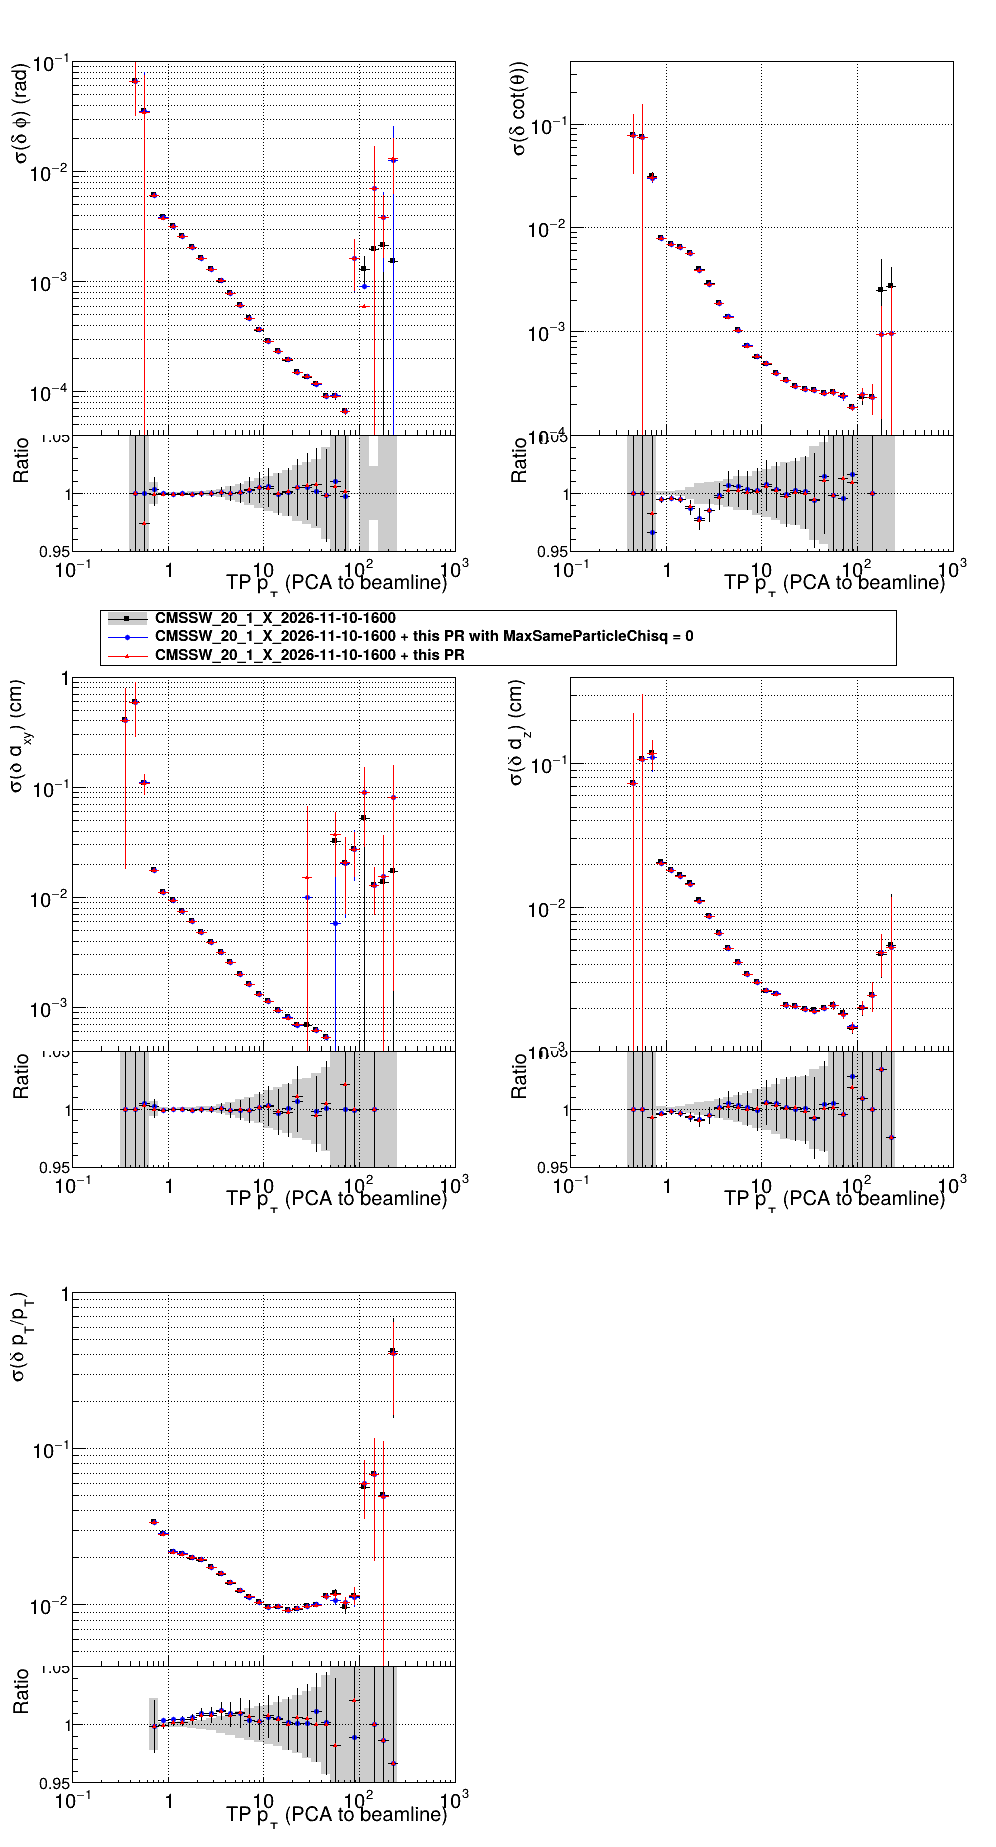 σ(δ φ) (rad)
10⁻¹
10⁻²
10⁻³
10⁻⁴
Ratio
1.05
1
0.95
10⁻¹ 1 10 10² 10³
TP p_T (PCA to beamline)
σ(δ cot(θ))
10⁻¹
10⁻²
10⁻³
10⁻⁴
Ratio
1.05
1
0.95
10⁻¹ 1 10 10² 10³
TP p_T (PCA to beamline)
CMSSW_20_1_X_2026-11-10-1600
CMSSW_20_1_X_2026-11-10-1600 + this PR with MaxSameParticleChisq = 0
CMSSW_20_1_X_2026-11-10-1600 + this PR
σ(δ d_xy) (cm)
1
10⁻¹
10⁻²
10⁻³
Ratio
1.05
1
0.95
10⁻¹ 1 10 10² 10³
TP p_T (PCA to beamline)
σ(δ d_z) (cm)
10⁻¹
10⁻²
10⁻³
Ratio
1.05
1
0.95
10⁻¹ 1 10 10² 10³
TP p_T (PCA to beamline)
σ(δ p_T/p_T)
1
10⁻¹
10⁻²
Ratio
1.05
1
0.95
10⁻¹ 1 10 10² 10³
TP p_T (PCA to beamline)